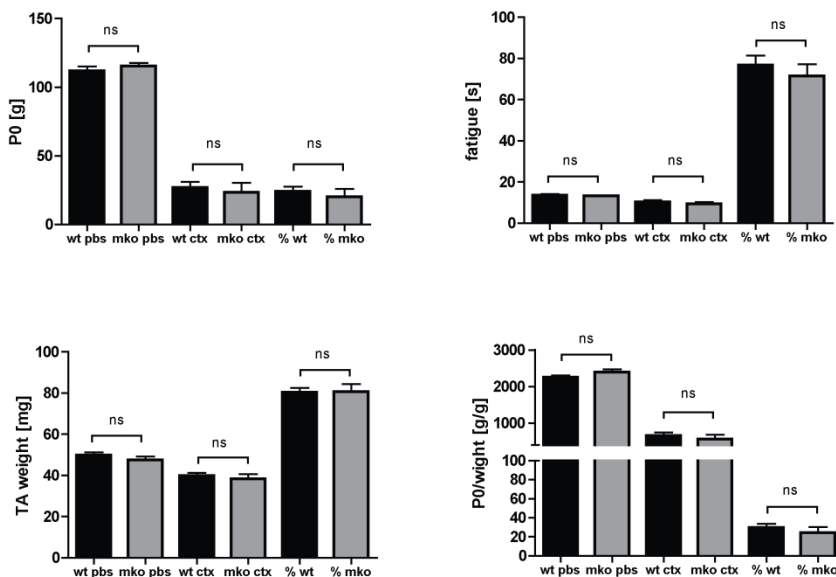 P0 [g]
150
100
50
0
ns
ns
ns
wt pbs mko pbs wt ctx mko ctx % wt % mko
fatigue [s]
100
80
60
40
20
0
ns
ns
ns
wt pbs mko pbs wt ctx mko ctx % wt % mko
TA weight [mg]
100
80
60
40
20
0
ns
ns
ns
wt pbs mko pbs wt ctx mko ctx % wt % mko
P0/wight [g/g]
3000
2000
1000
100
80
60
40
20
0
ns
ns
ns
wt pbs mko pbs wt ctx mko ctx % wt % mko